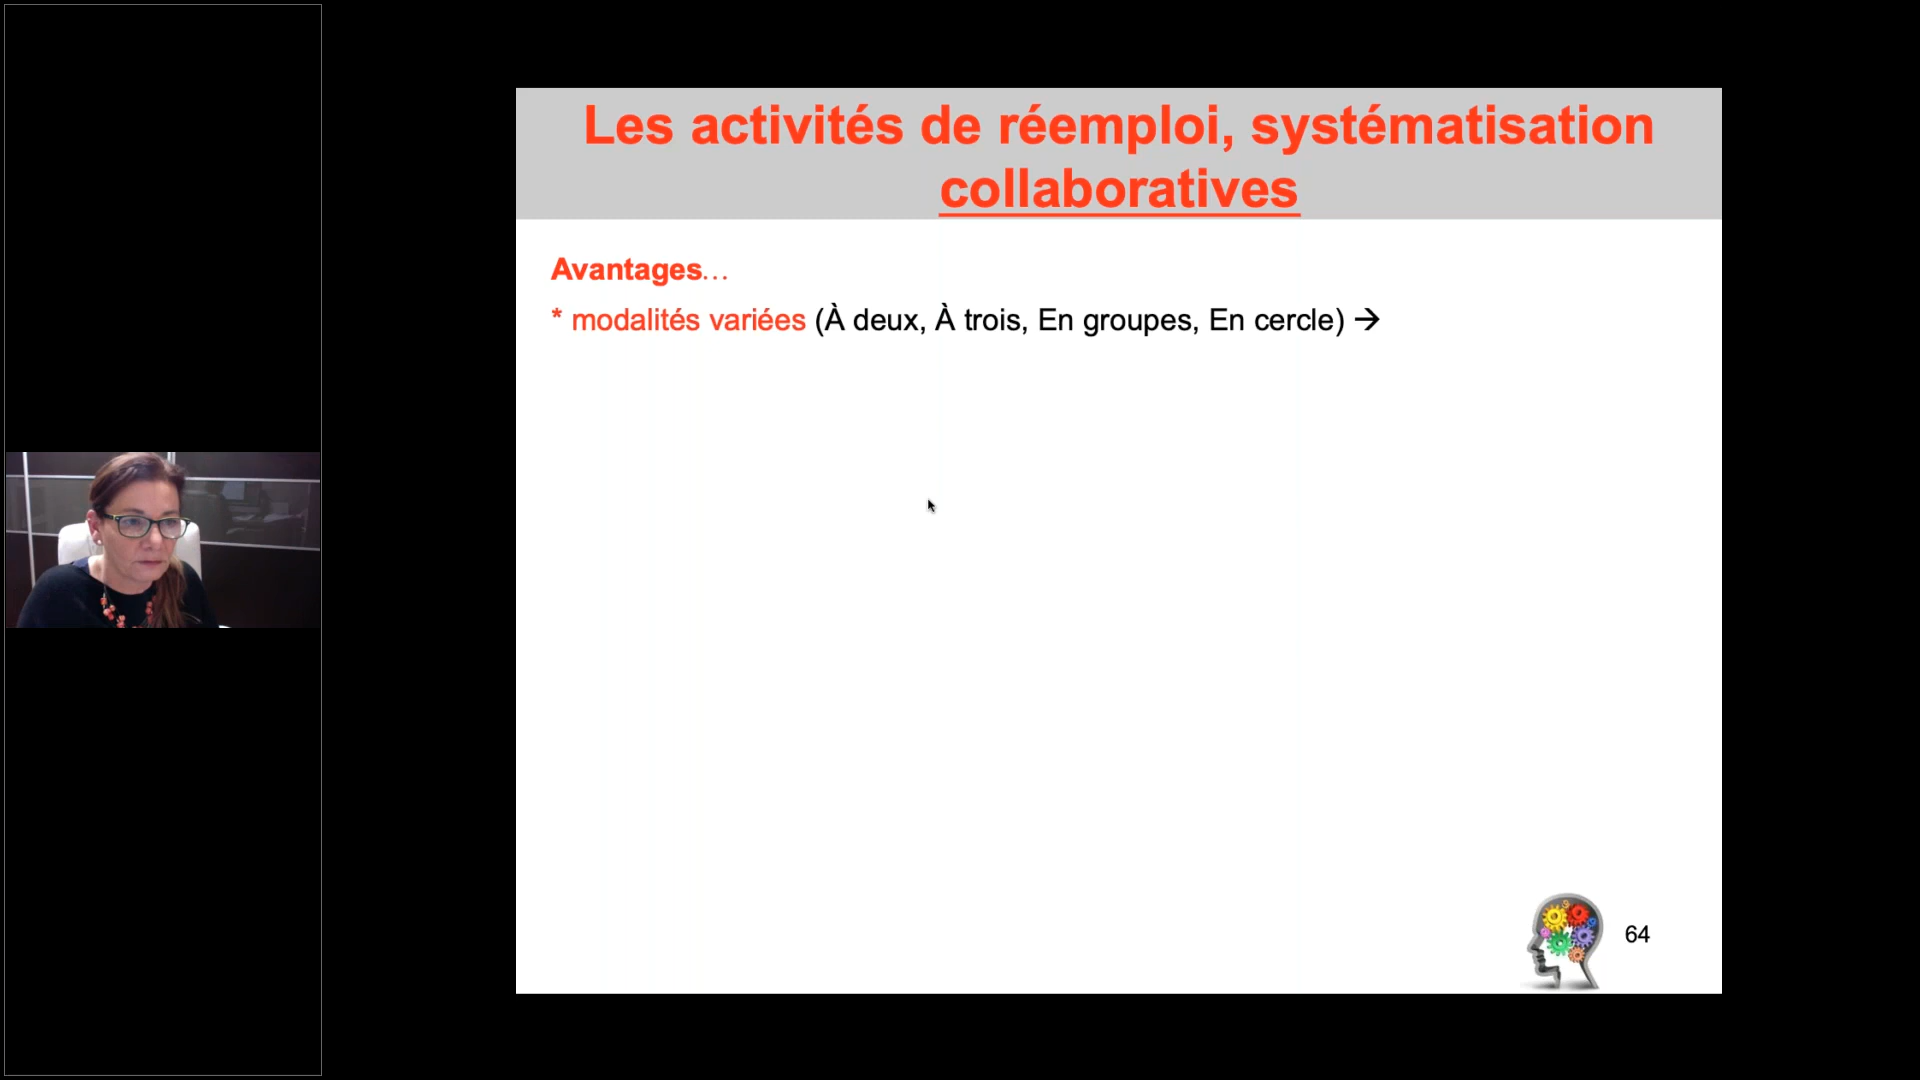 Les activités de réemploi, systématisation
collaboratives
Avantages…
* modalités variées (À deux, À trois, En groupes, En cercle) →
64